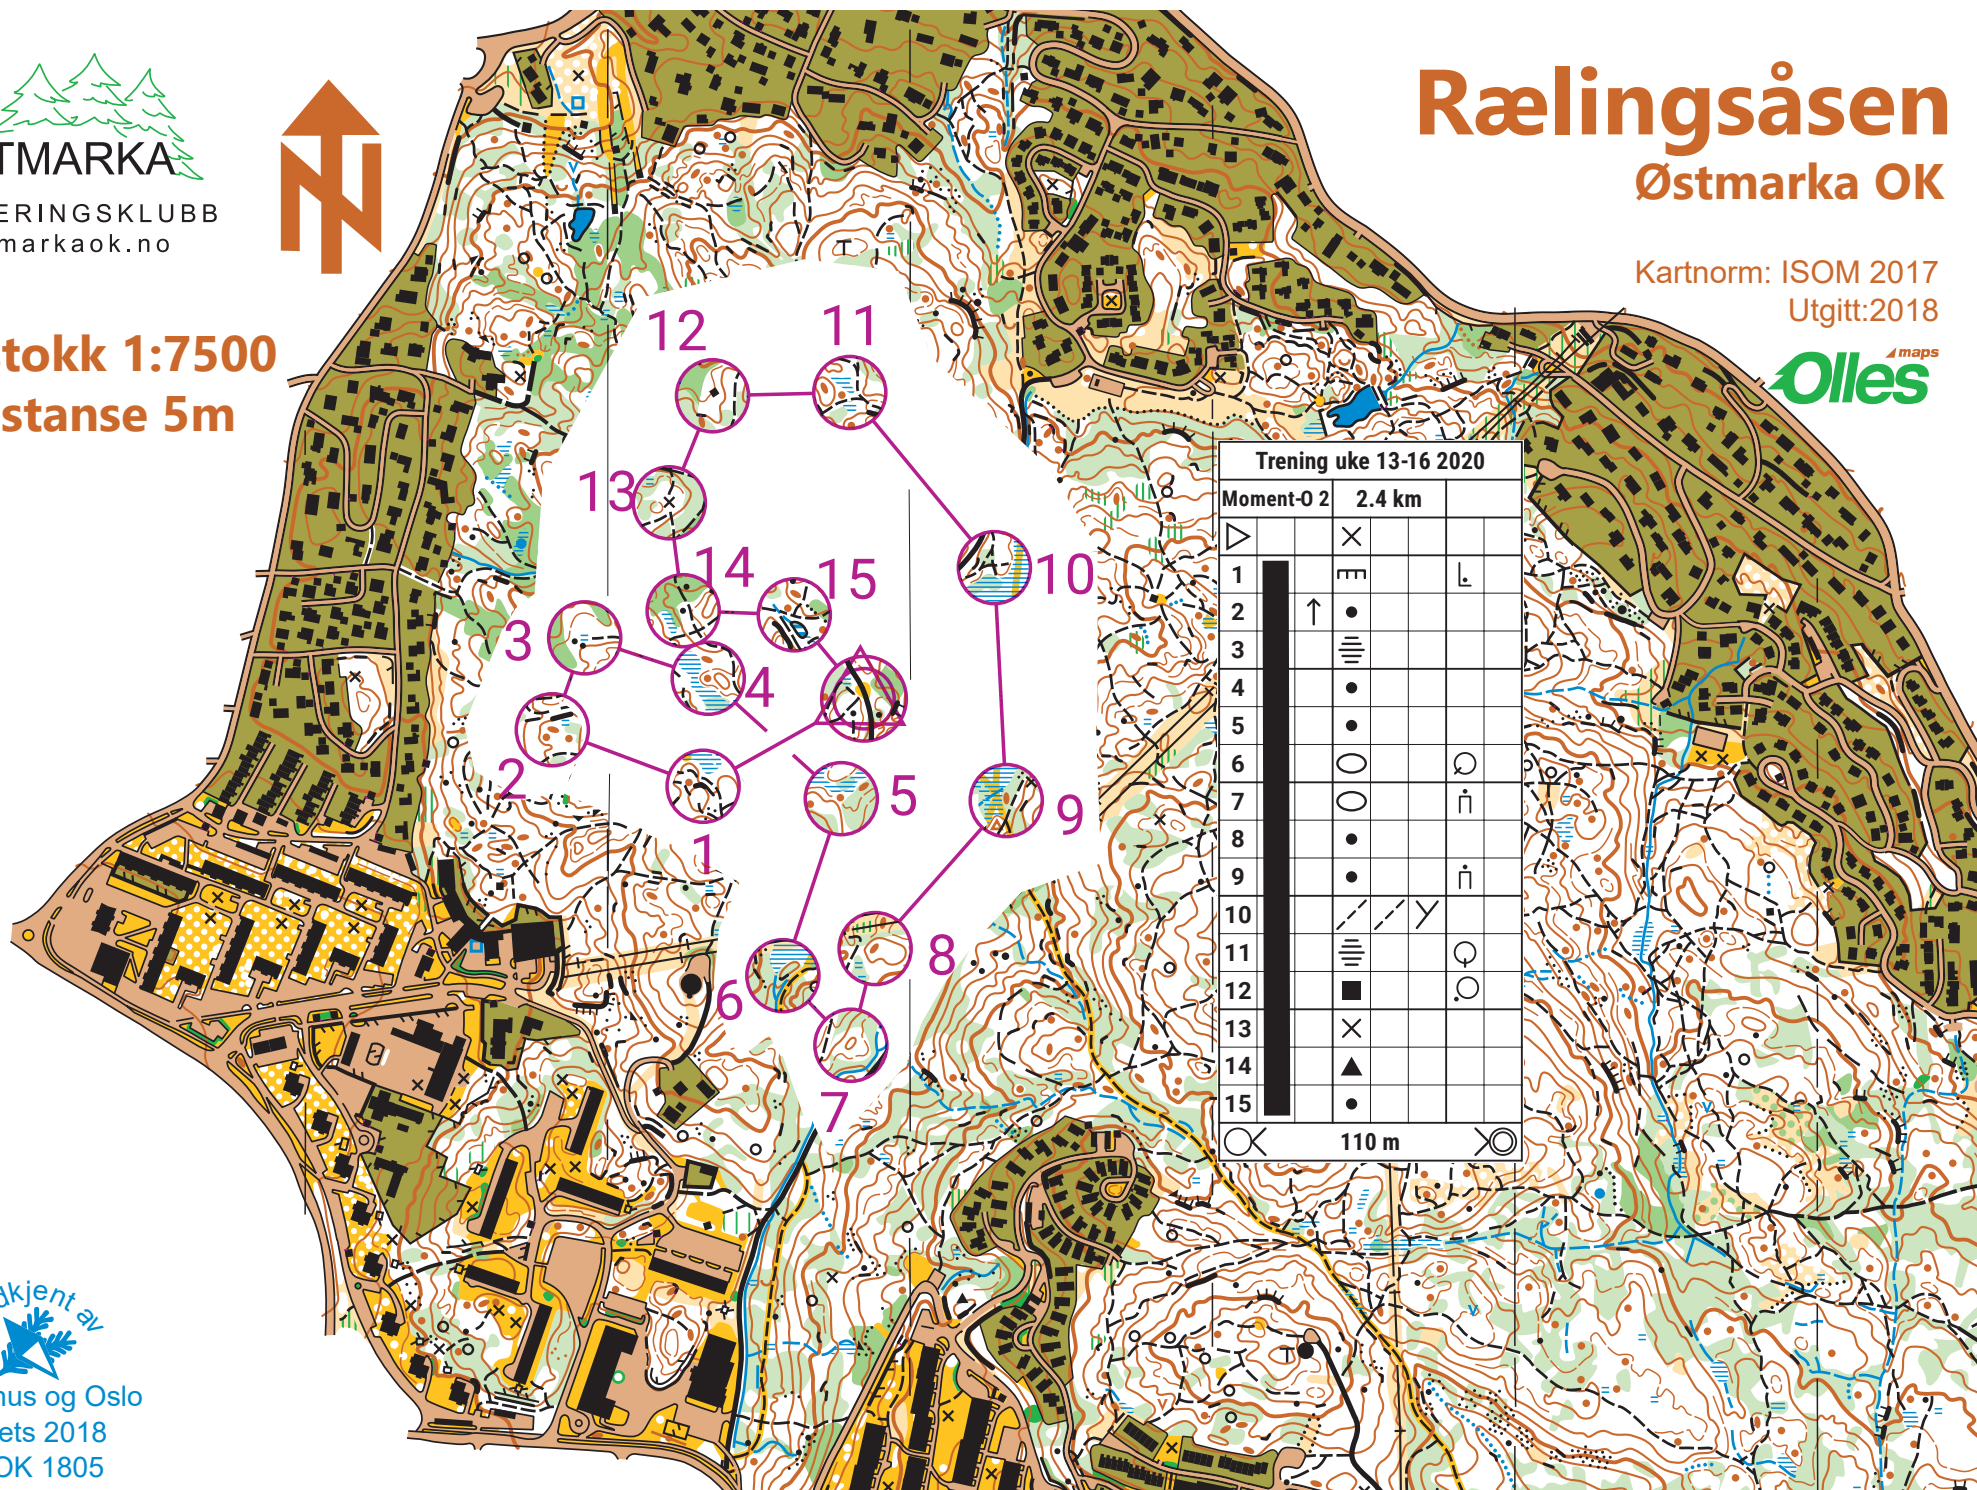 TMARKA
ERINGSKLUBB
markaok.no
tokk 1:7500
stanse 5m
Rælingsåsen
Østmarka OK
Kartnorm: ISOM 2017
Utgitt:2018
Olles maps
12
11
13
14
15
10
3
4
2
5
9
1
8
6
7
Trening uke 13-16 2020
Moment-O 2 2.4 km
1
2
3
4
5
6
7
8
9
10
11
12
13
14
15
110 m
dkjent av
hus og Oslo
ets 2018
OK 1805